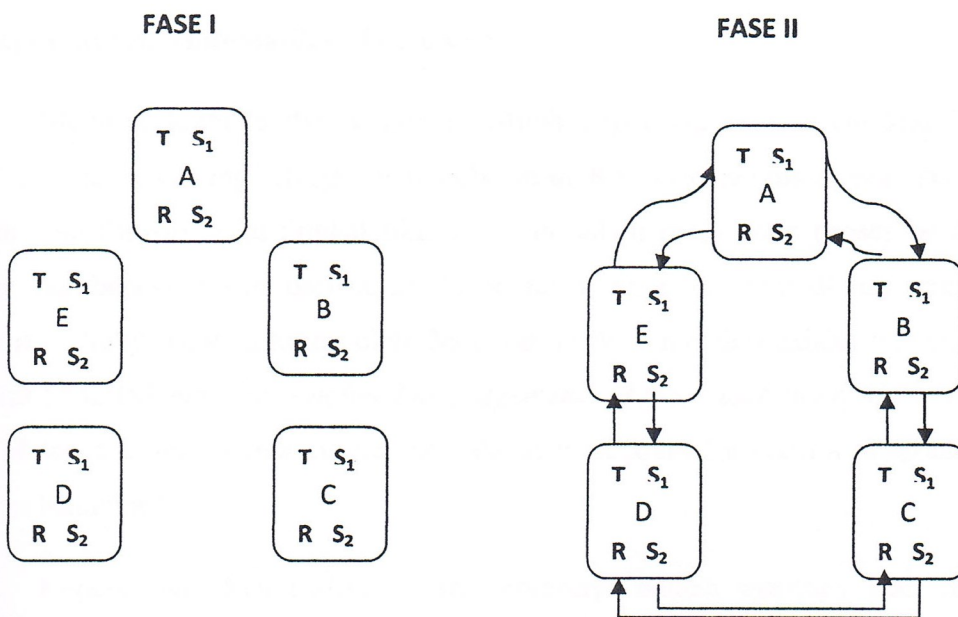 FASE I
FASE II
T S₁
A
R S₂
T S₁
E
R S₂
T S₁
B
R S₂
T S₁
D
R S₂
T S₁
C
R S₂
T S₁
A
R S₂
T S₁
E
R S₂
T S₁
B
R S₂
T S₁
D
R S₂
T S₁
C
R S₂